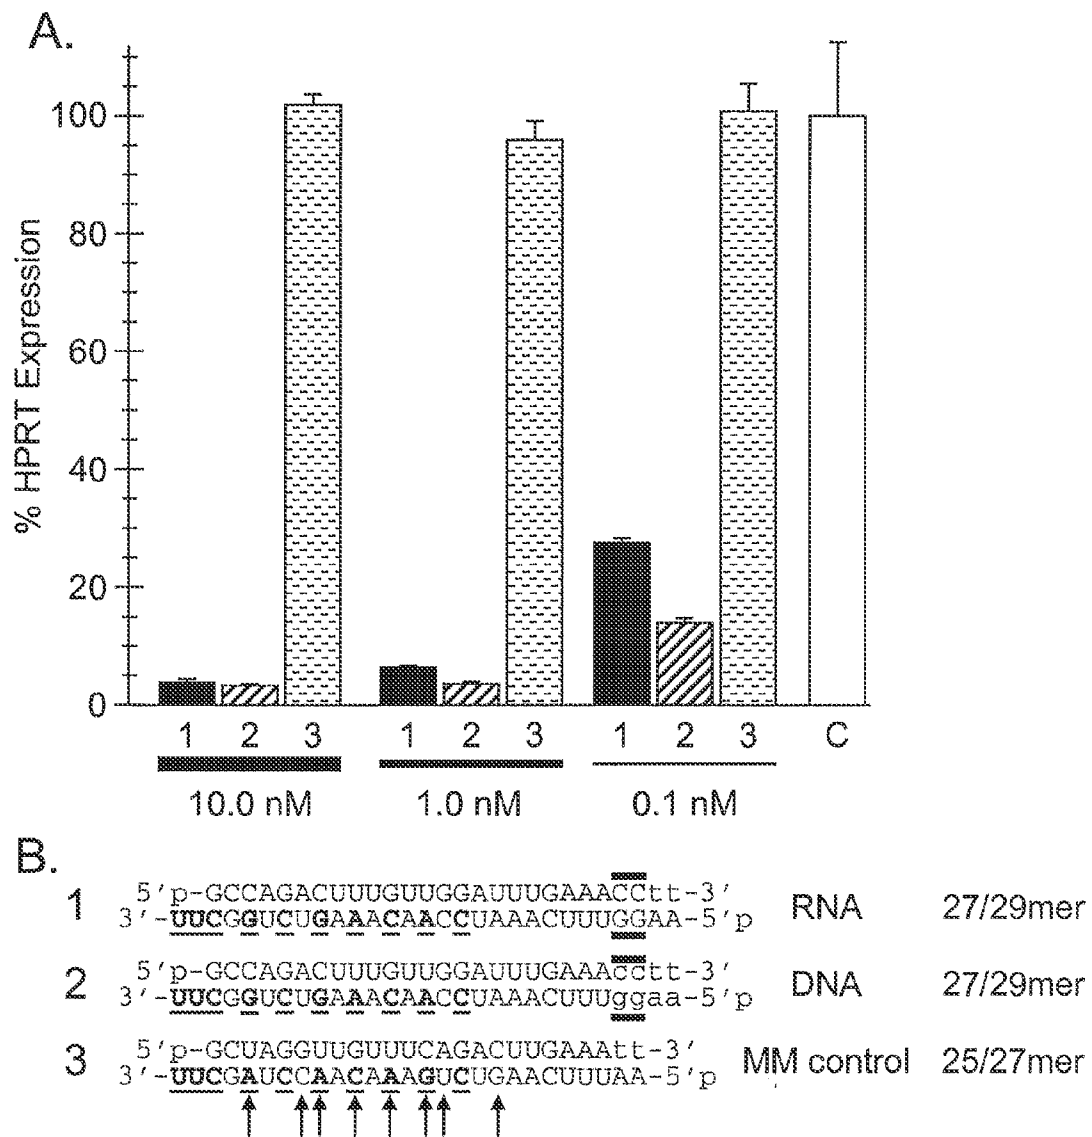 A.
% HPRT Expression
100
80
60
40
20
0
1 2 3 1 2 3 1 2 3 C
10.0 nM 1.0 nM 0.1 nM
B.
1 5′p-GCCAGACUUUGUUGGAUUUGAAACCtt-3′
3′-UUCGGUCUGAAACAACCUAAACUUUGGAA-5′p RNA 27/29mer
2 5′p-GCCAGACUUUGUUGGAUUUGAAAcctt-3′
3′-UUCGGUCUGAAACAACCUAAACUUUggaa-5′p DNA 27/29mer
3 5′p-GCUAGGUUGUUUCAGACUUGAAAtt-3′
3′-UUCGAUCCAACAAAGUCUGAACUUUAA-5′p MM control 25/27mer